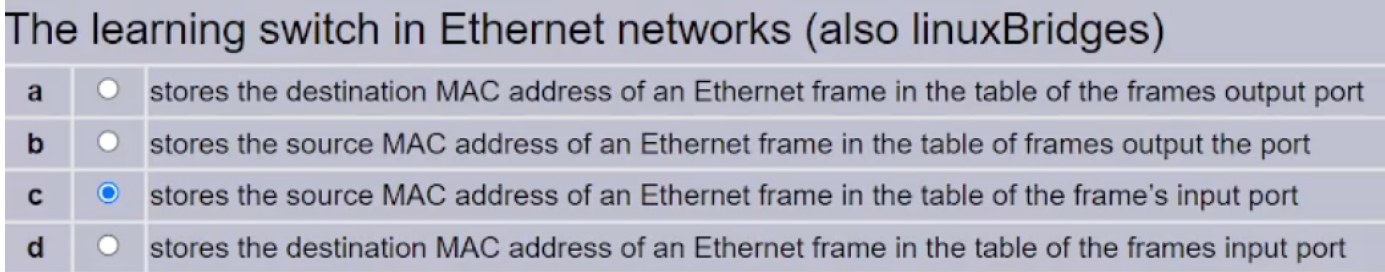 The learning switch in Ethernet networks (also linuxBridges)
a stores the destination MAC address of an Ethernet frame in the table of the frames output port
b stores the source MAC address of an Ethernet frame in the table of frames output the port
c stores the source MAC address of an Ethernet frame in the table of the frame’s input port
d stores the destination MAC address of an Ethernet frame in the table of the frames input port